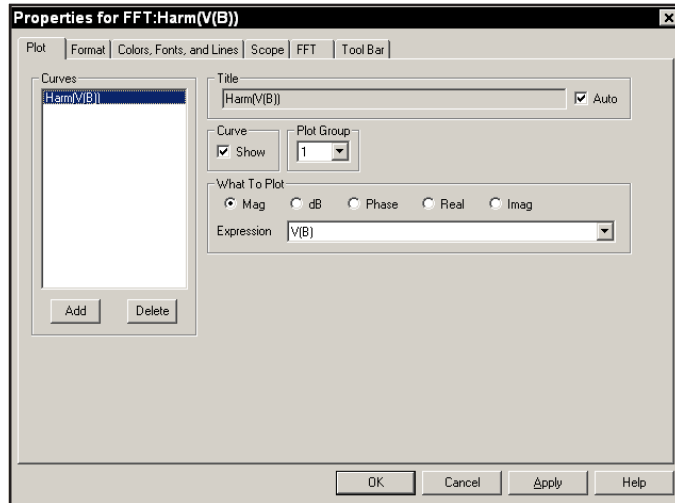 Properties for FFT:Harm(V(B))
Plot Format Colors, Fonts, and Lines Scope FFT Tool Bar
Curves
Harm(V(B))
Title
Harm(V(B))
Auto
Curve
Show
Plot Group
1
What To Plot
Mag dB Phase Real Imag
Expression V(B)
Add Delete
OK Cancel Apply Help